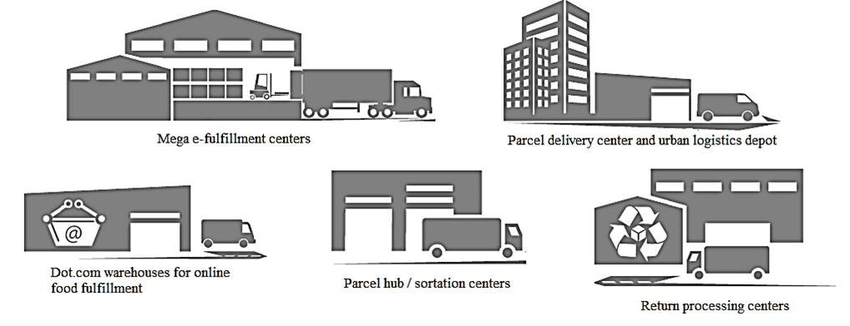 Mega e-fulfillment centers
Parcel delivery center and urban logistics depot
@
Dot.com warehouses for online
food fulfillment
Parcel hub / sortation centers
Return processing centers